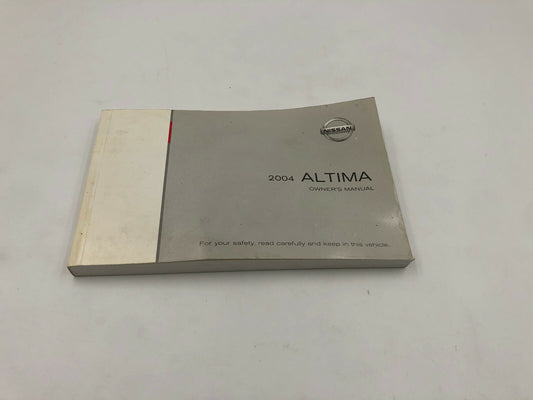 NISSAN
2004 ALTIMA
OWNER'S MANUAL
For your safety, read carefully and keep in this vehicle.